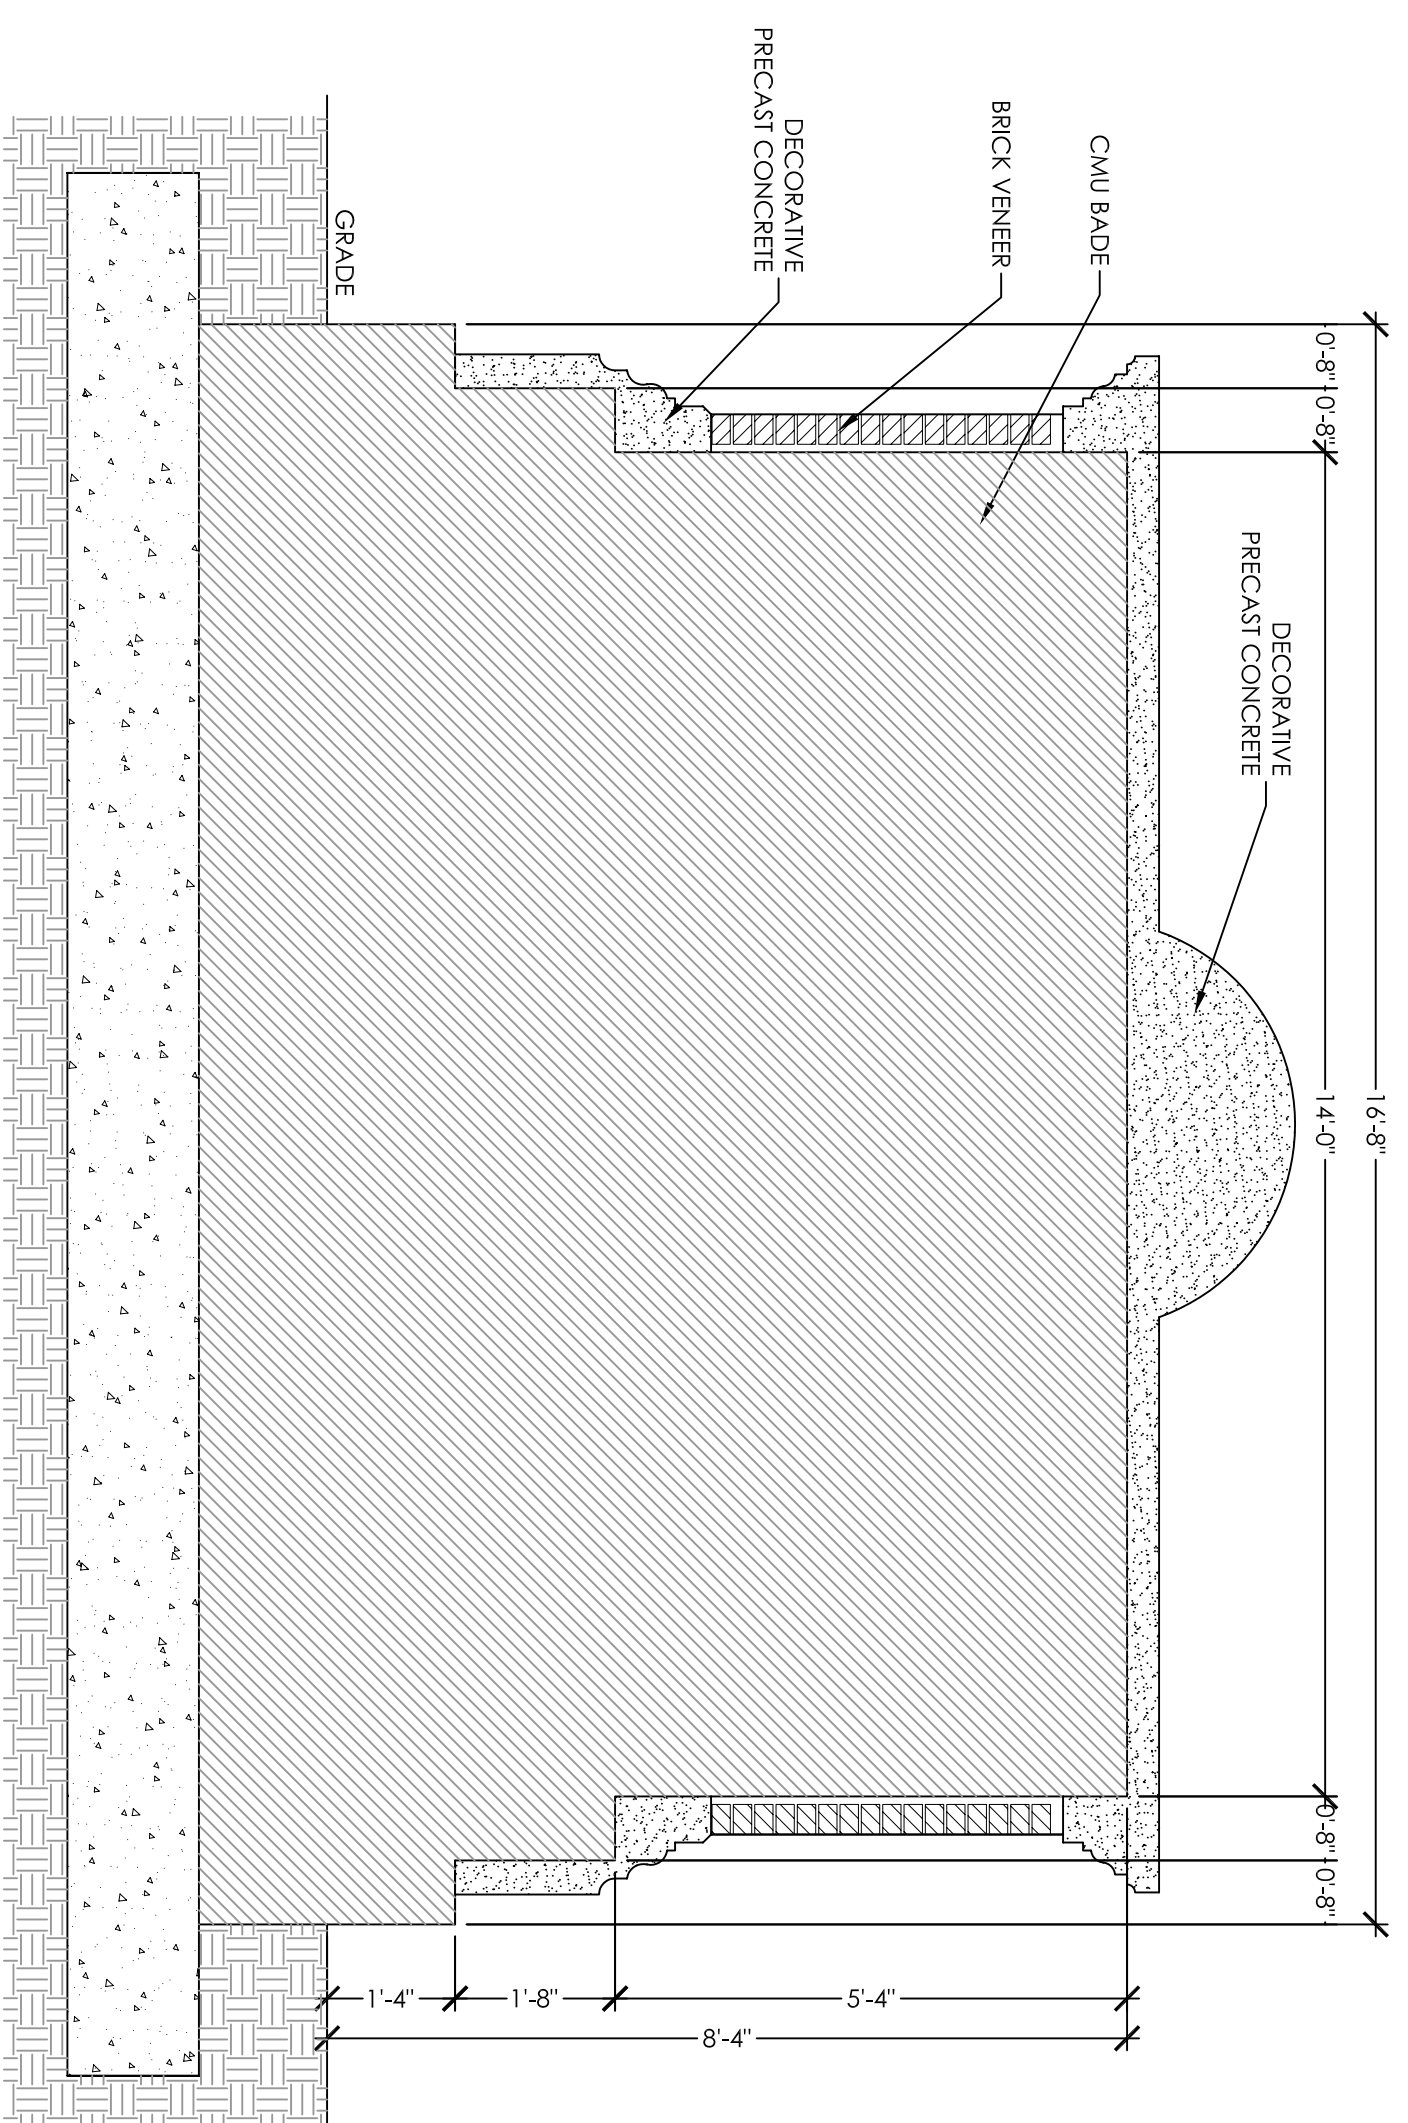 16'-8"
0'-8"
0'-8"
14'-0"
0'-8"
0'-8"
DECORATIVE
PRECAST CONCRETE
CMU BADE
BRICK VENEER
DECORATIVE
PRECAST CONCRETE
GRADE
5'-4"
1'-8"
1'-4"
8'-4"